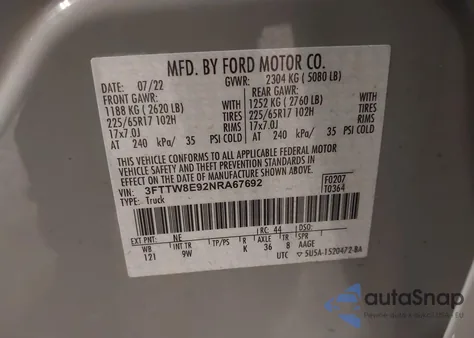 MFD. BY FORD MOTOR CO.
DATE: 07/22 GVWR: 2304 KG (5080 LB)
FRONT GAWR: REAR GAWR:
1188 KG (2620 LB) WITH 1252 KG (2760 LB) WITH
225/65R17 102H TIRES 225/65R17 102H TIRES
17x7.0J RIMS 17x7.0J RIMS
AT 240 kPa/ 35 PSI COLD AT 240 kPa/ 35 PSI COLD
THIS VEHICLE CONFORMS TO ALL APPLICABLE FEDERAL MOTOR
VEHICLE SAFETY AND THEFT PREVENTION STANDARDS IN
EFFECT ON THE DATE OF MANUFACTURE SHOWN ABOVE.
VIN: 3FTTW8E92NRA67692 F0207
TYPE: Truck T0364
EXT PNT: NE RC: 44 DSO:
WB INT TR TP/PS R AXLE TR SPR
121 9W K 36 8 AAGE
UTC 5U5A-1520472-BA
autoSnap